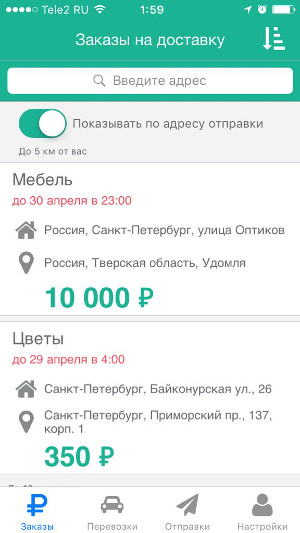 Tele2 RU 1:59
Заказы на доставку
Введите адрес
Показывать по адресу отправки
До 5 км от вас
Мебель
до 30 апреля в 23:00
Россия, Санкт-Петербург, улица Оптиков
Россия, Тверская область, Удомля
10 000 ₽
Цветы
до 29 апреля в 4:00
Санкт-Петербург, Байконурская ул., 26
Санкт-Петербург, Приморский пр., 137,
корп. 1
350 ₽
Заказы Перевозки Отправки Настройки